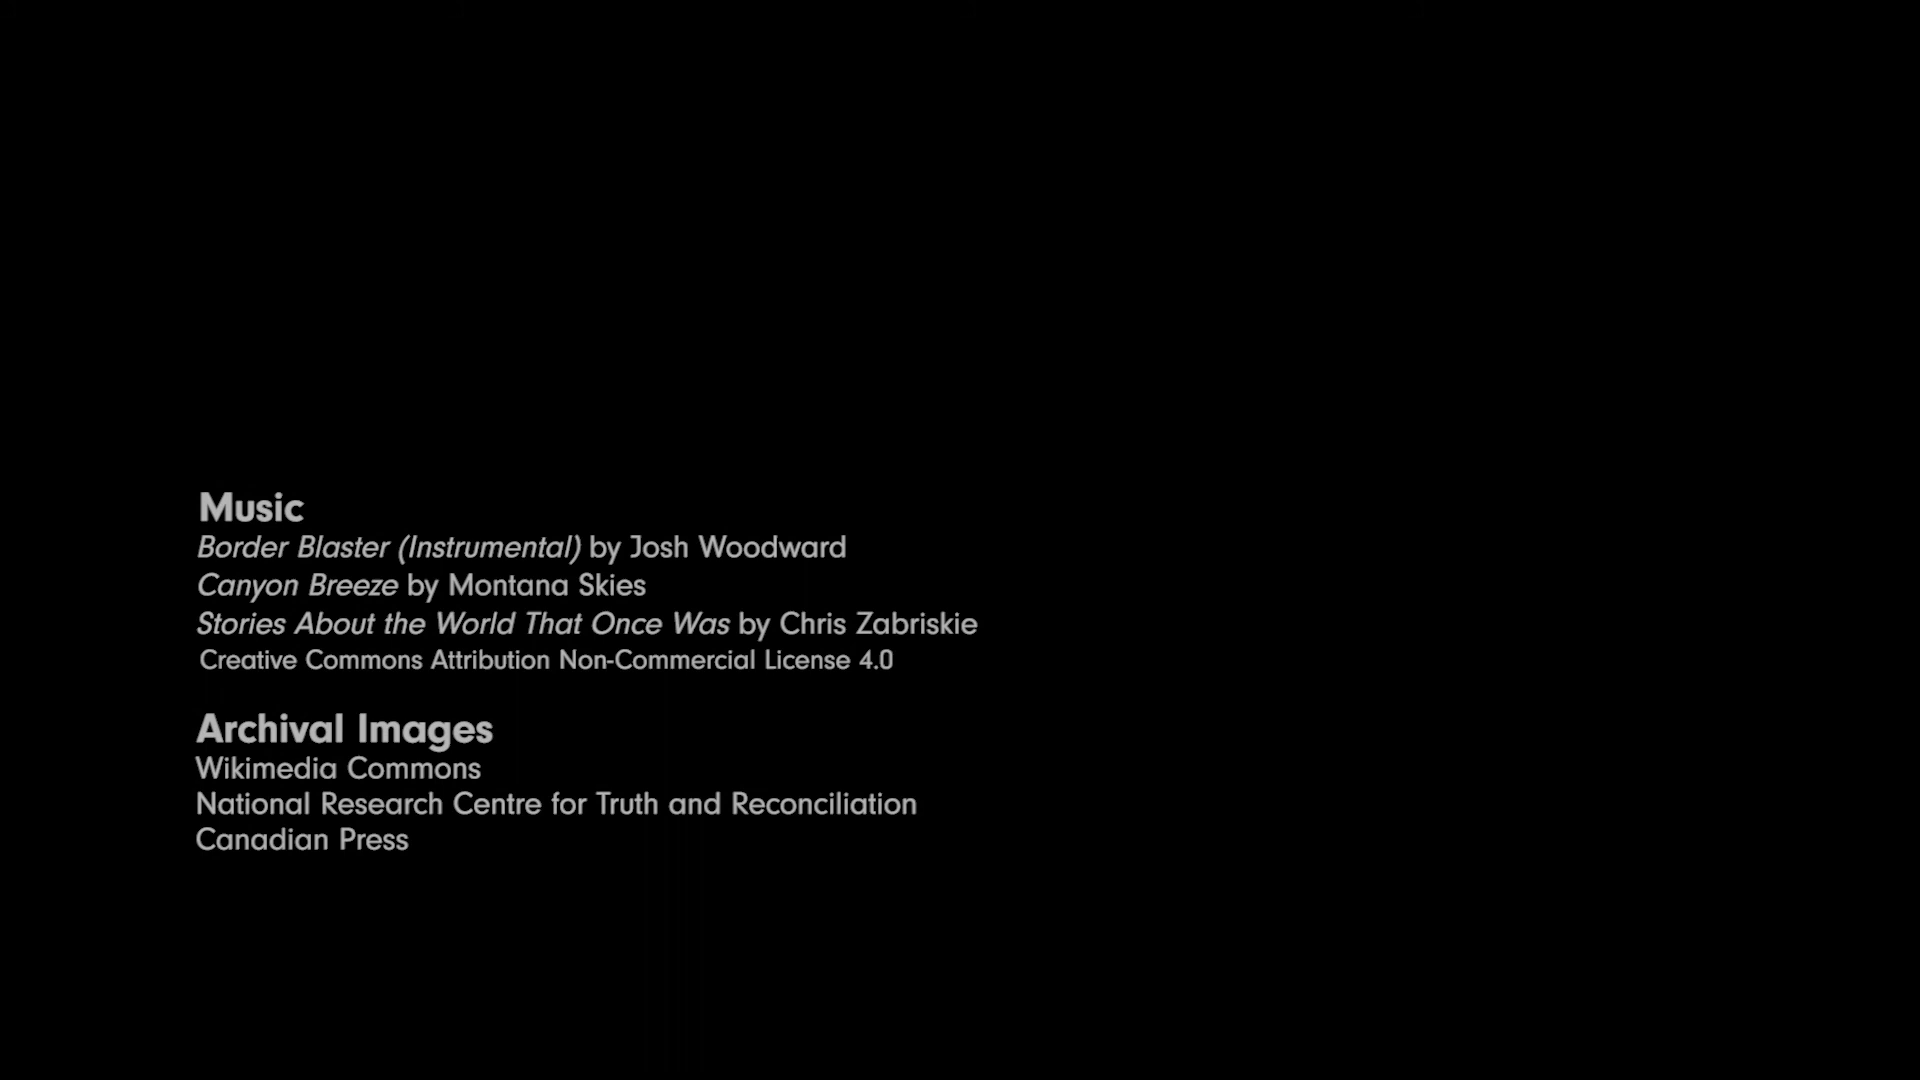 Music
Border Blaster (Instrumental) by Josh Woodward
Canyon Breeze by Montana Skies
Stories About the World That Once Was by Chris Zabriskie
Creative Commons Attribution Non-Commercial License 4.0
Archival Images
Wikimedia Commons
National Research Centre for Truth and Reconciliation
Canadian Press